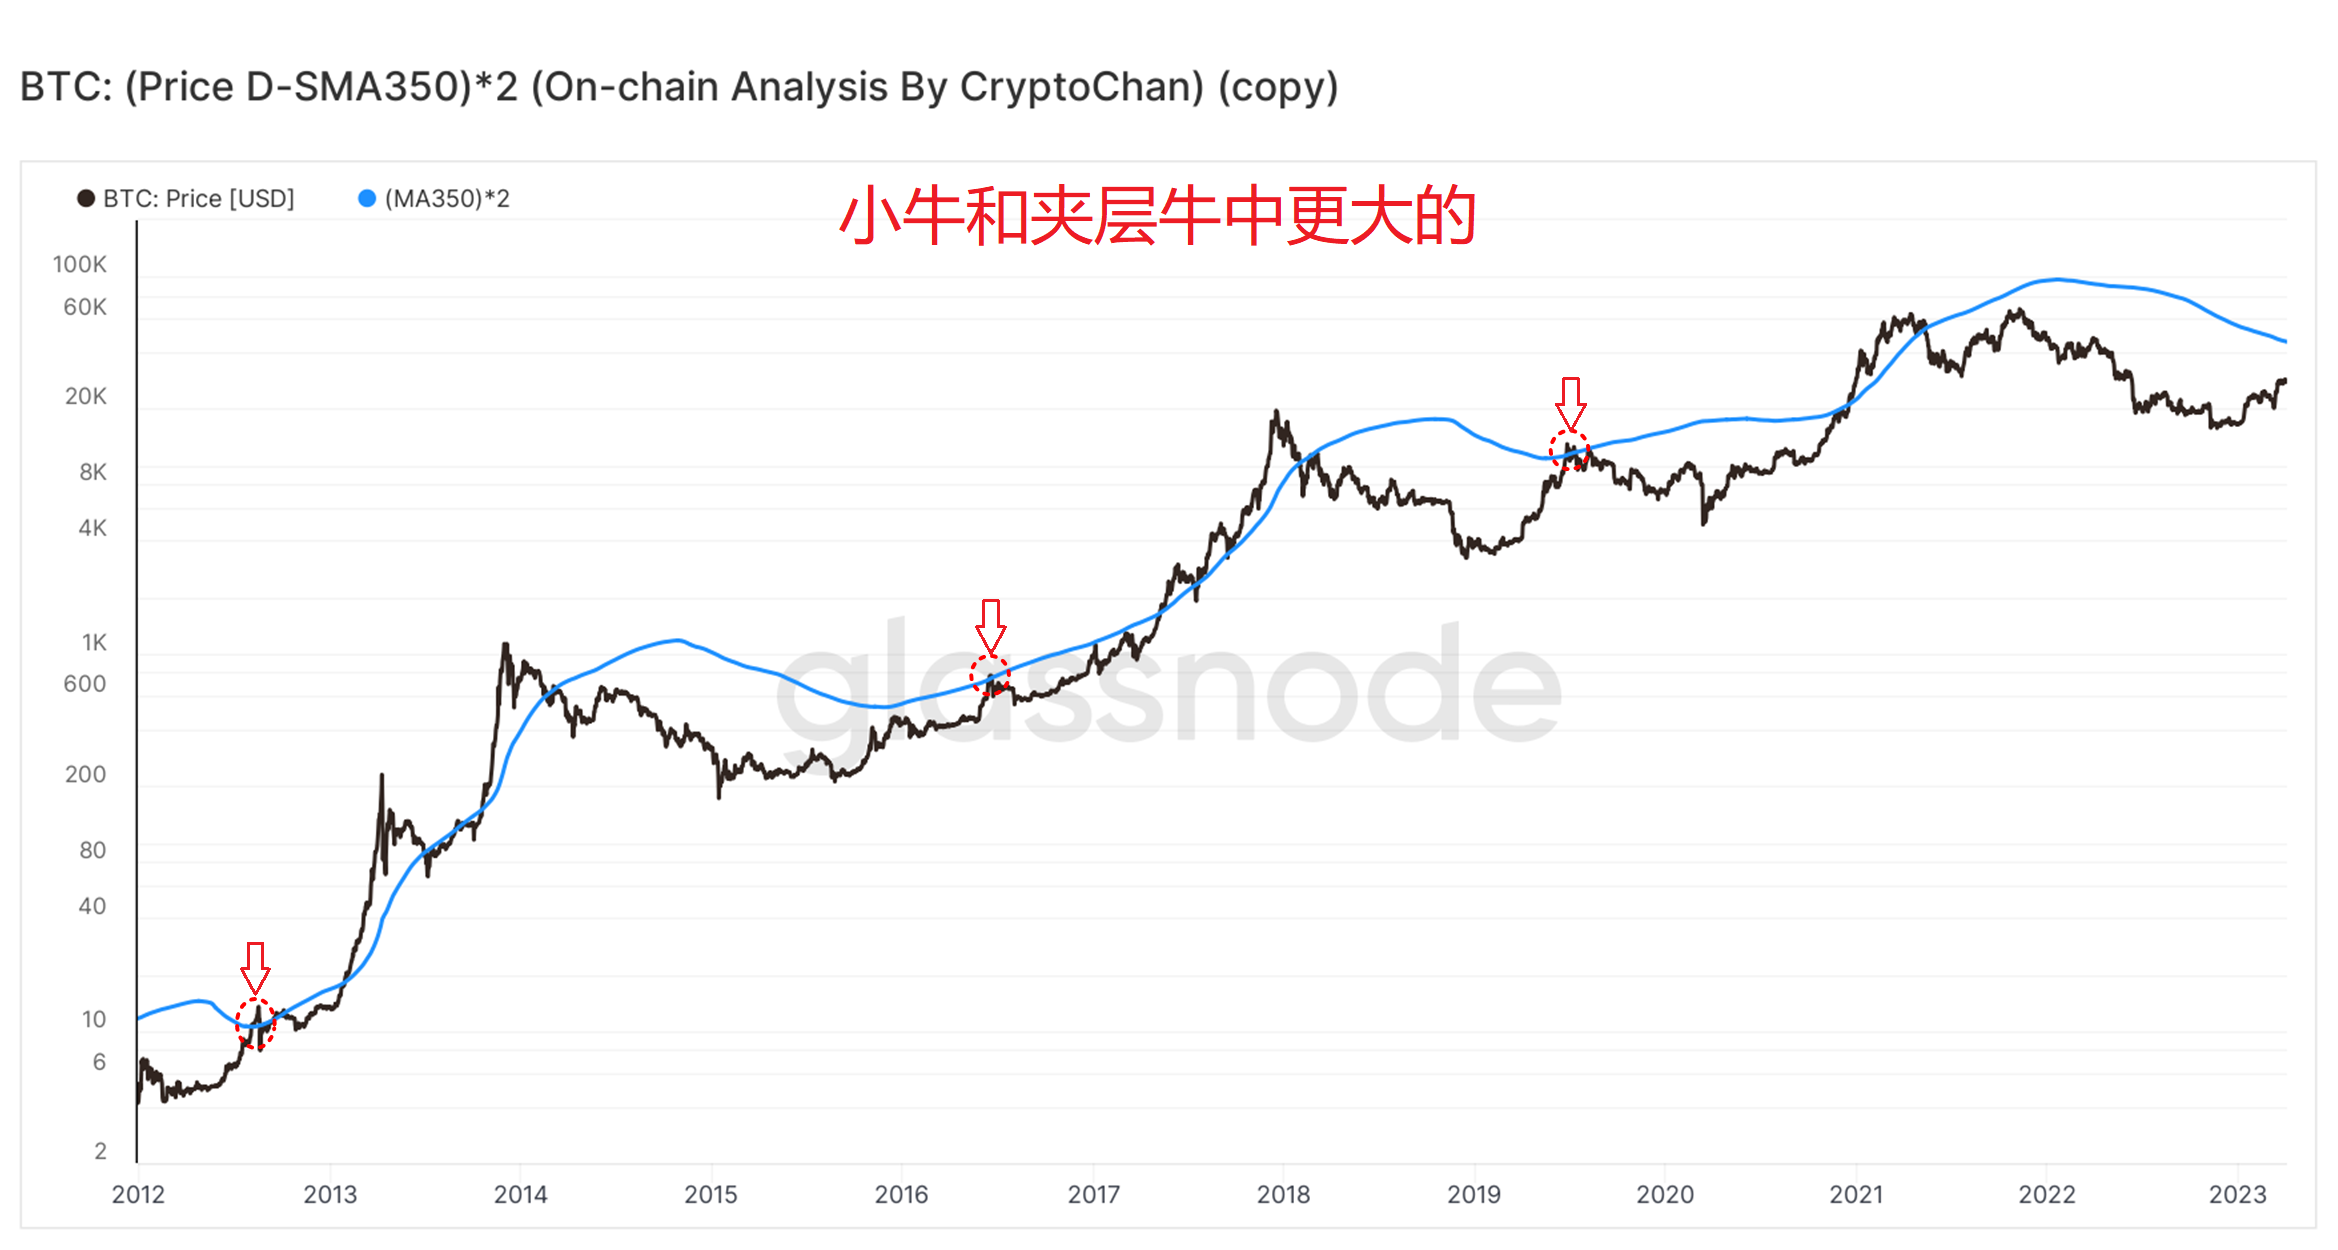 BTC: (Price D-SMA350)*2 (On-chain Analysis By CryptoChan) (copy)
BTC: Price [USD] (MA350)*2
小牛和夹层牛中更大的
100K
60K
20K
8K
4K
1K
600
200
80
40
10
6
2
glassnode
2012 2013 2014 2015 2016 2017 2018 2019 2020 2021 2022 2023